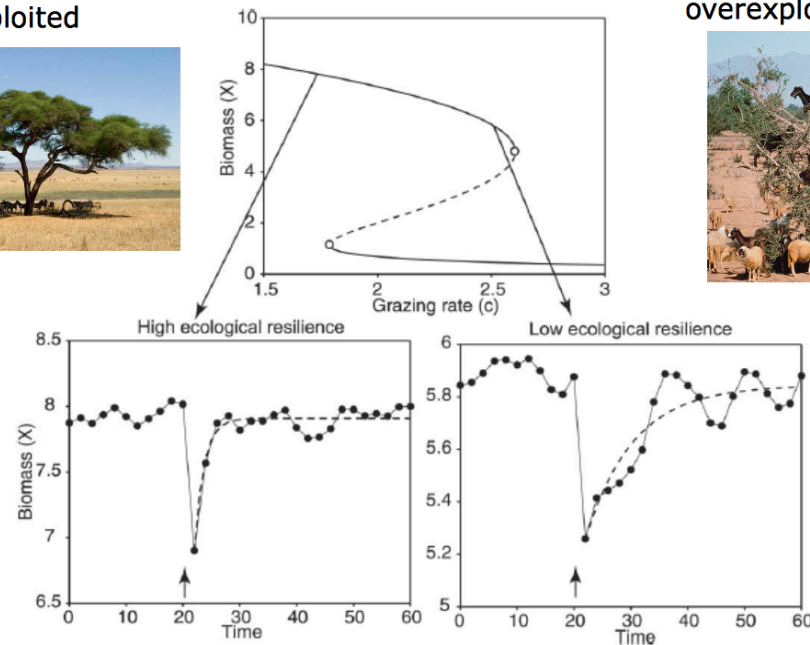 ploited
overexplo
10
8
6
4
2
0
Biomass (X)
1.5 2 2.5 3
Grazing rate (c)
High ecological resilience
8.5
8
7.5
7
6.5
Biomass (X)
0 10 20 30 40 50 60
Time
Low ecological resilience
6
5.8
5.6
5.4
5.2
5
0 10 20 30 40 50 60
Time